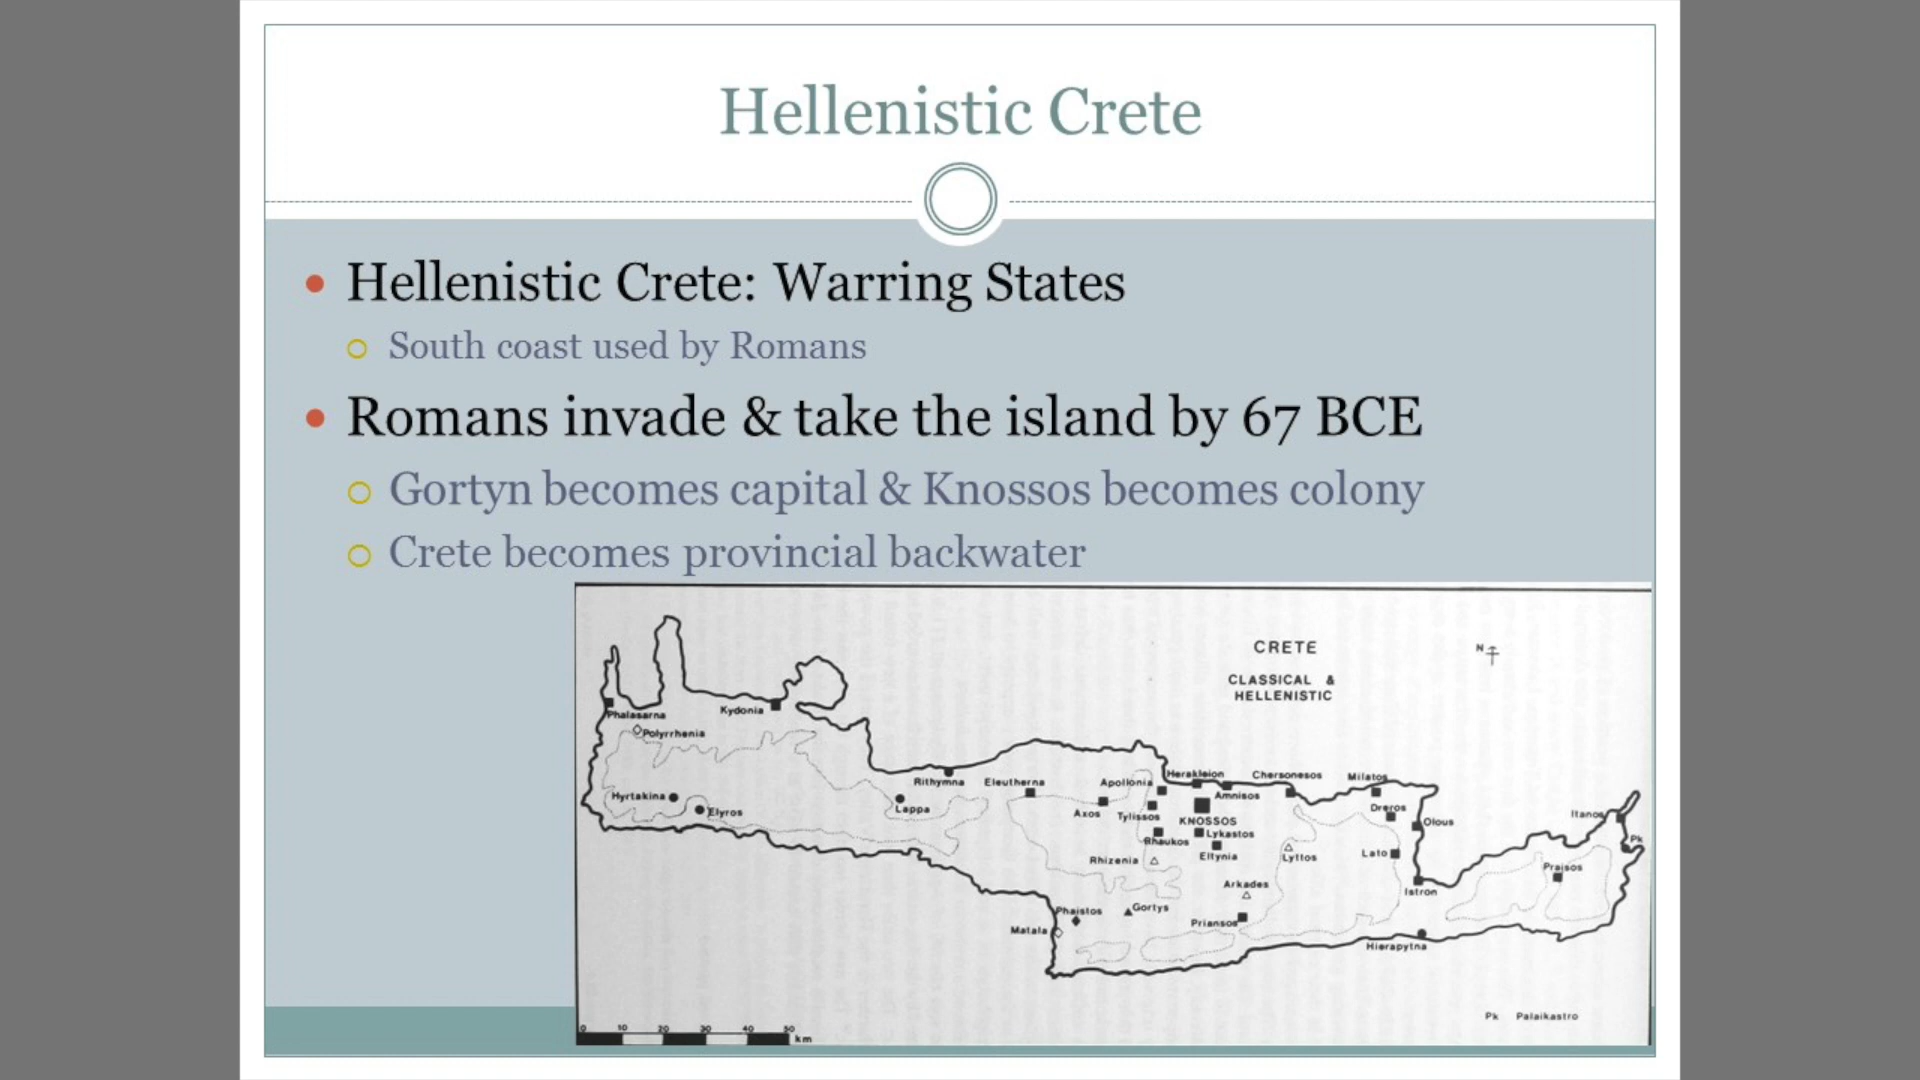 Hellenistic Crete
Hellenistic Crete: Warring States
South coast used by Romans
Romans invade & take the island by 67 BCE
Gortyn becomes capital & Knossos becomes colony
Crete becomes provincial backwater
CRETE
N
CLASSICAL &
HELLENISTIC
Phalasarna
Kydonia
Polyrrhenia
Hyrtakina
Elyros
Rithymna
Lappa
Eleutherna
Axos
Apollonia
Tylissos
Herakleion
Amnisos
KNOSSOS
Chersonesos
Milatos
Dreros
Olous
Rhaukos
Lykastos
Eltynia
Rhizenia
Lyttos
Lato
Arkades
Istron
Itanos
Pk
Praisos
Phaistos
Gortys
Matala
Priansos
Hierapytna
Pk Palaikastro
0 10 20 30 40 50
km